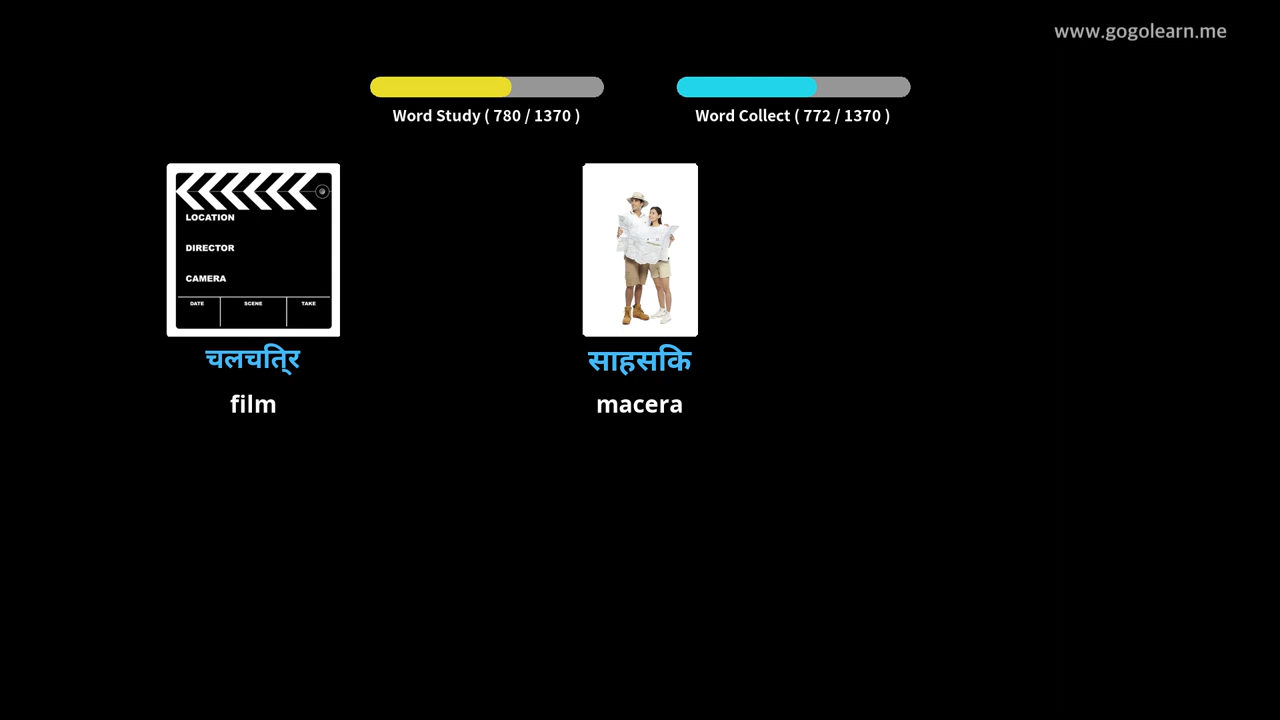 www.gogolearn.me
Word Study ( 780 / 1370 )
Word Collect ( 772 / 1370 )
LOCATION
DIRECTOR
CAMERA
DATE SCENE TAKE
चलचित्र
film
साहसिक
macera